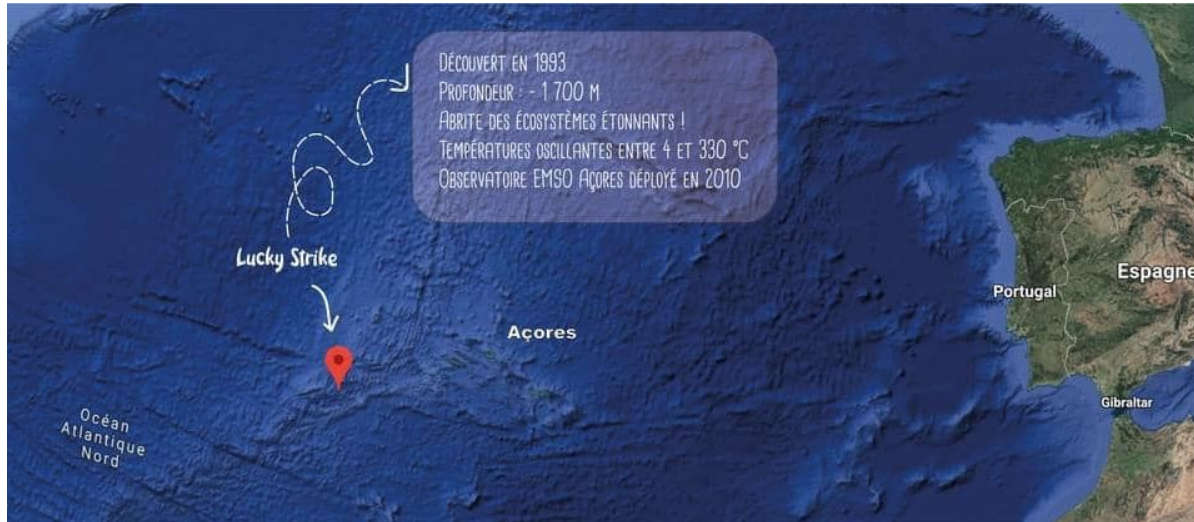 DÉCOUVERT EN 1993
PROFONDEUR : - 1 700 M
ABRITE DES ÉCOSYSTÈMES ÉTONNANTS !
TEMPÉRATURES OSCILLANTES ENTRE 4 ET 330 °C
OBSERVATOIRE EMSO AÇORES DÉPLOYÉ EN 2010
Lucky Strike
Açores
Portugal
Espagne
Gibraltar
Océan
Atlantique
Nord